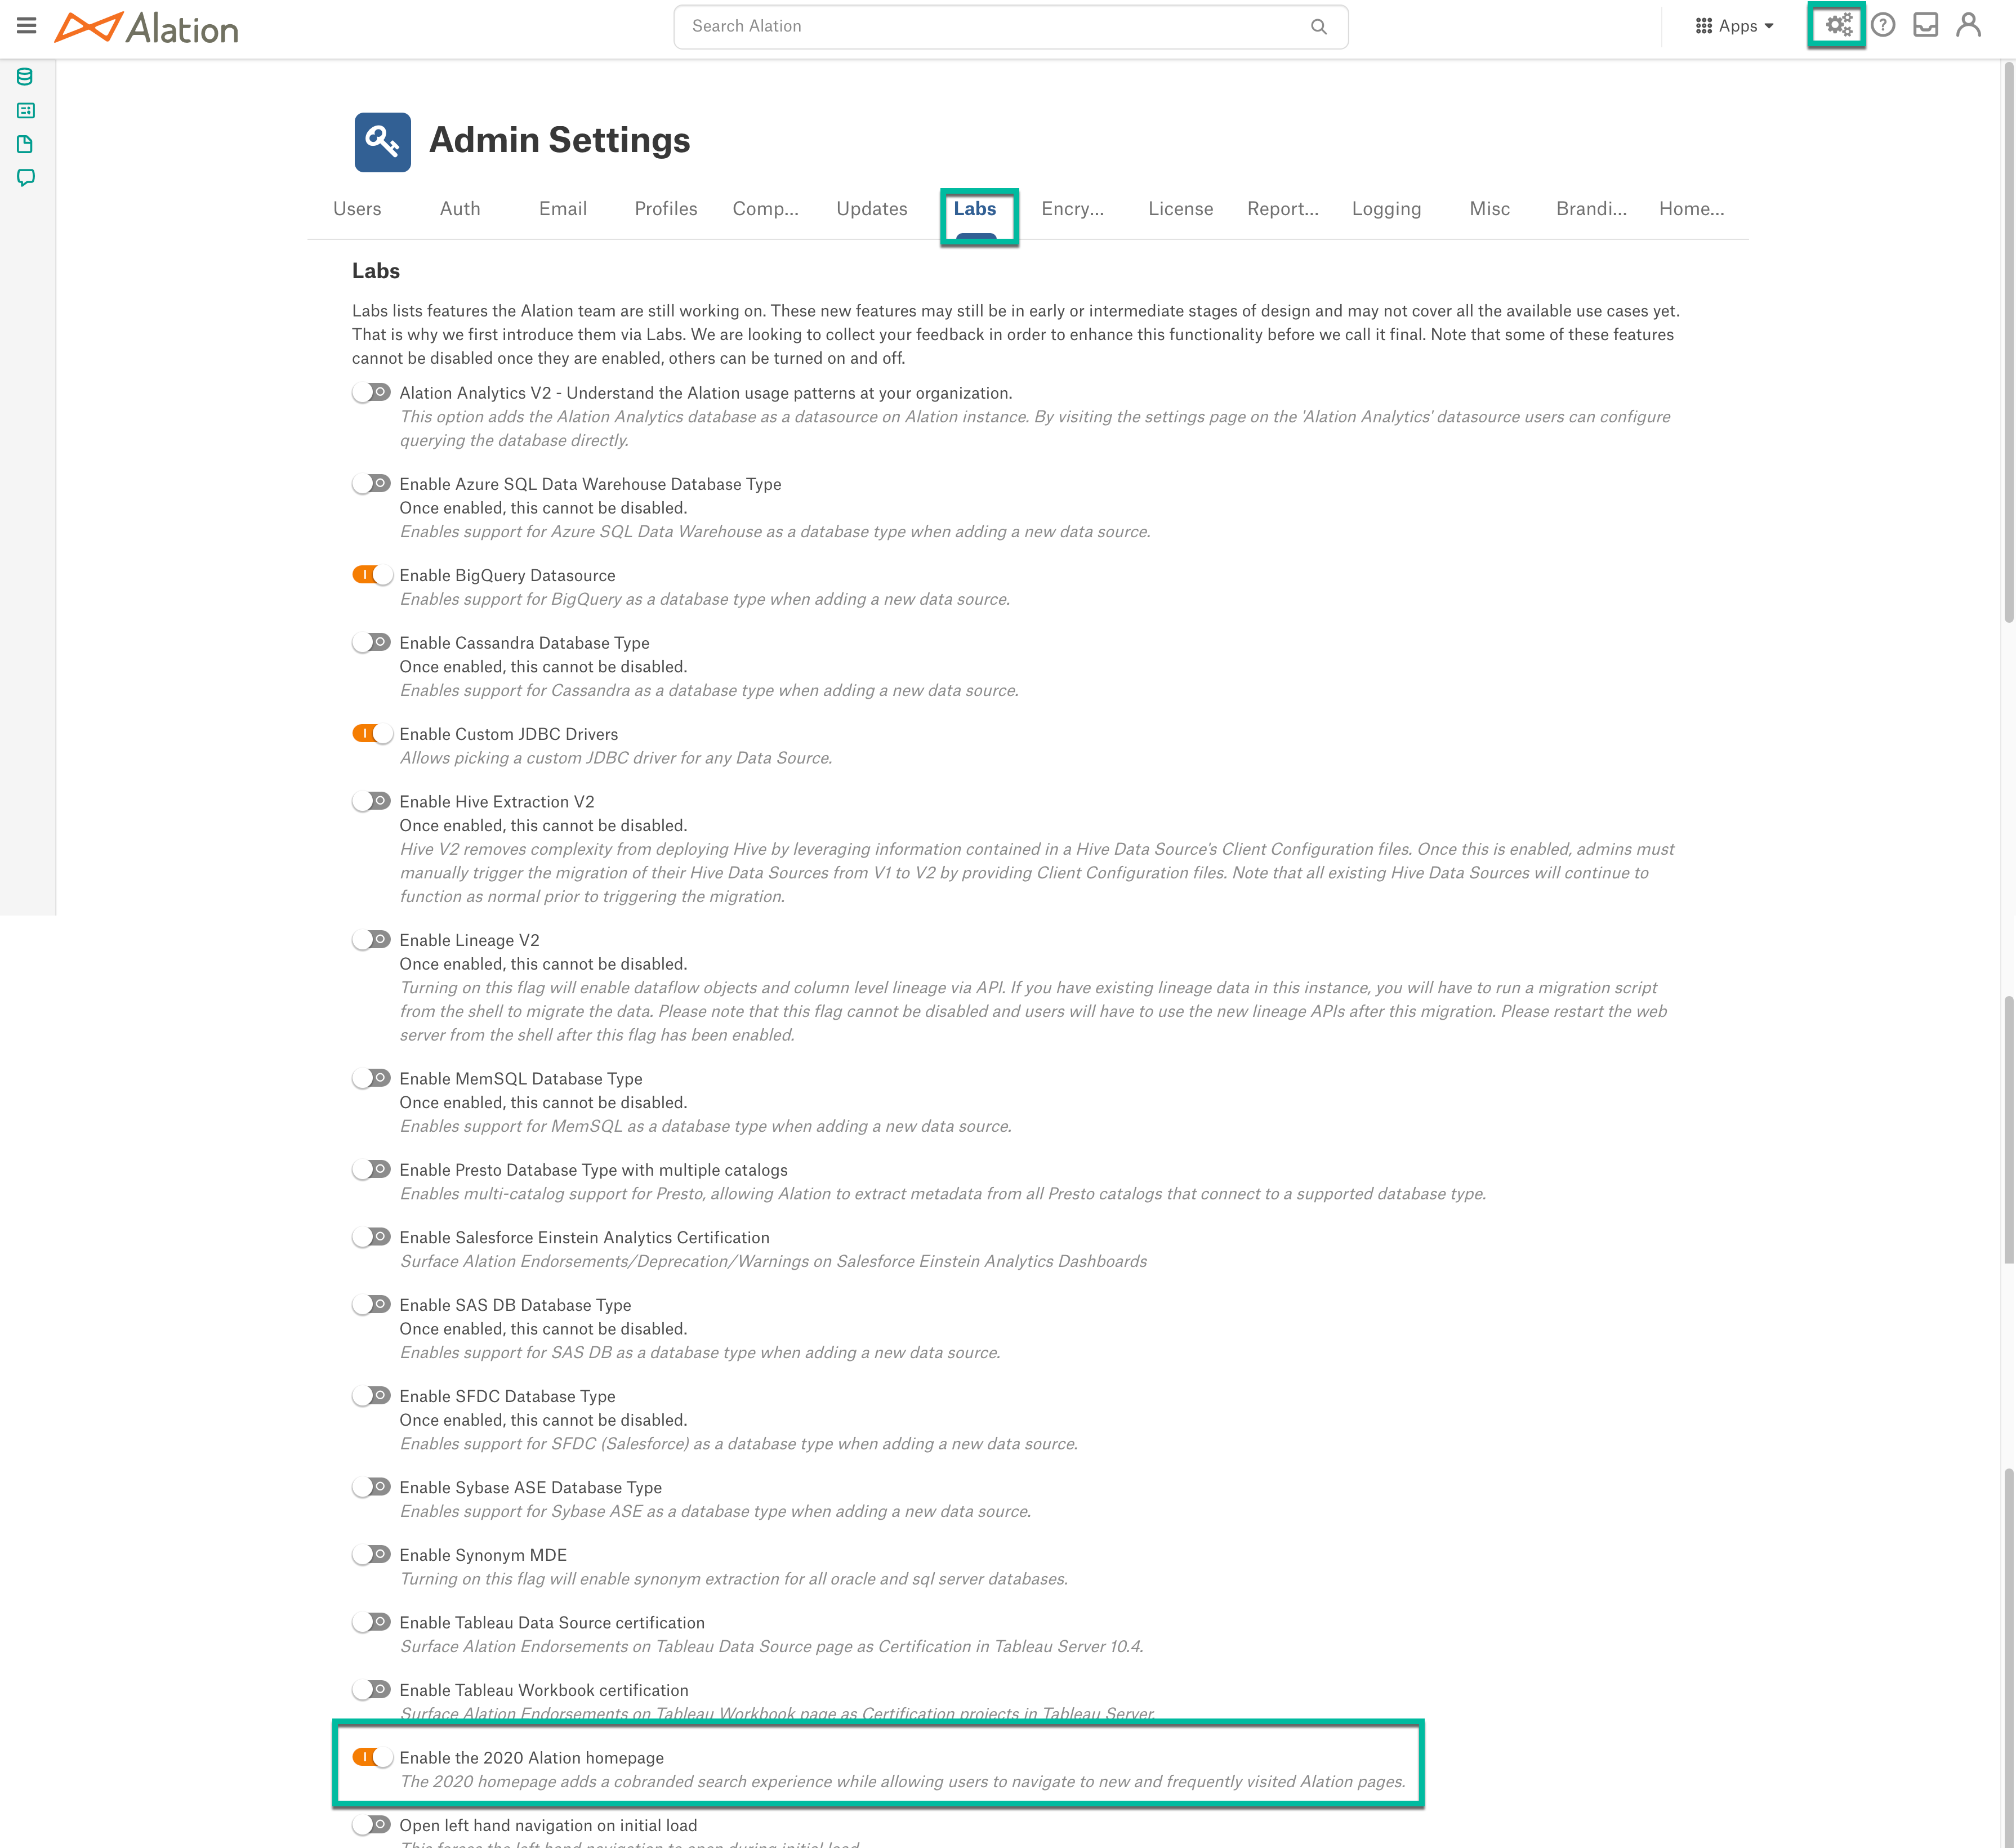 Alation
Search Alation
Apps
Admin Settings
Users Auth Email Profiles Comp... Updates Labs Encry... License Report... Logging Misc Brandi... Home...
Labs
Labs lists features the Alation team are still working on. These new features may still be in early or intermediate stages of design and may not cover all the available use cases yet.
That is why we first introduce them via Labs. We are looking to collect your feedback in order to enhance this functionality before we call it final. Note that some of these features
cannot be disabled once they are enabled, others can be turned on and off.
Alation Analytics V2 - Understand the Alation usage patterns at your organization.
This option adds the Alation Analytics database as a datasource on Alation instance. By visiting the settings page on the 'Alation Analytics' datasource users can configure
querying the database directly.
Enable Azure SQL Data Warehouse Database Type
Once enabled, this cannot be disabled.
Enables support for Azure SQL Data Warehouse as a database type when adding a new data source.
Enable BigQuery Datasource
Enables support for BigQuery as a database type when adding a new data source.
Enable Cassandra Database Type
Once enabled, this cannot be disabled.
Enables support for Cassandra as a database type when adding a new data source.
Enable Custom JDBC Drivers
Allows picking a custom JDBC driver for any Data Source.
Enable Hive Extraction V2
Once enabled, this cannot be disabled.
Hive V2 removes complexity from deploying Hive by leveraging information contained in a Hive Data Source's Client Configuration files. Once this is enabled, admins must
manually trigger the migration of their Hive Data Sources from V1 to V2 by providing Client Configuration files. Note that all existing Hive Data Sources will continue to
function as normal prior to triggering the migration.
Enable Lineage V2
Once enabled, this cannot be disabled.
Turning on this flag will enable dataflow objects and column level lineage via API. If you have existing lineage data in this instance, you will have to run a migration script
from the shell to migrate the data. Please note that this flag cannot be disabled and users will have to use the new lineage APIs after this migration. Please restart the web
server from the shell after this flag has been enabled.
Enable MemSQL Database Type
Once enabled, this cannot be disabled.
Enables support for MemSQL as a database type when adding a new data source.
Enable Presto Database Type with multiple catalogs
Enables multi-catalog support for Presto, allowing Alation to extract metadata from all Presto catalogs that connect to a supported database type.
Enable Salesforce Einstein Analytics Certification
Surface Alation Endorsements/Deprecation/Warnings on Salesforce Einstein Analytics Dashboards
Enable SAS DB Database Type
Once enabled, this cannot be disabled.
Enables support for SAS DB as a database type when adding a new data source.
Enable SFDC Database Type
Once enabled, this cannot be disabled.
Enables support for SFDC (Salesforce) as a database type when adding a new data source.
Enable Sybase ASE Database Type
Enables support for Sybase ASE as a database type when adding a new data source.
Enable Synonym MDE
Turning on this flag will enable synonym extraction for all oracle and sql server databases.
Enable Tableau Data Source certification
Surface Alation Endorsements on Tableau Data Source page as Certification in Tableau Server 10.4.
Enable Tableau Workbook certification
Surface Alation Endorsements on Tableau Workbook page as Certification projects in Tableau Server.
Enable the 2020 Alation homepage
The 2020 homepage adds a cobranded search experience while allowing users to navigate to new and frequently visited Alation pages.
Open left hand navigation on initial load
This forces the left hand navigation to open during initial load